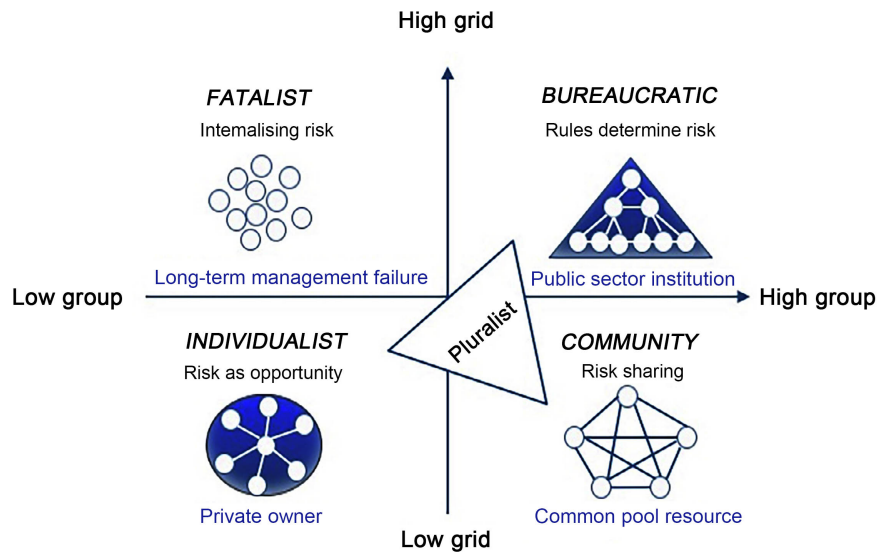 High grid
FATALIST
Internalising risk
BUREAUCRATIC
Rules determine risk
Long-term management failure
Public sector institution
Low group
High group
Pluralist
INDIVIDUALIST
Risk as opportunity
COMMUNITY
Risk sharing
Private owner
Common pool resource
Low grid